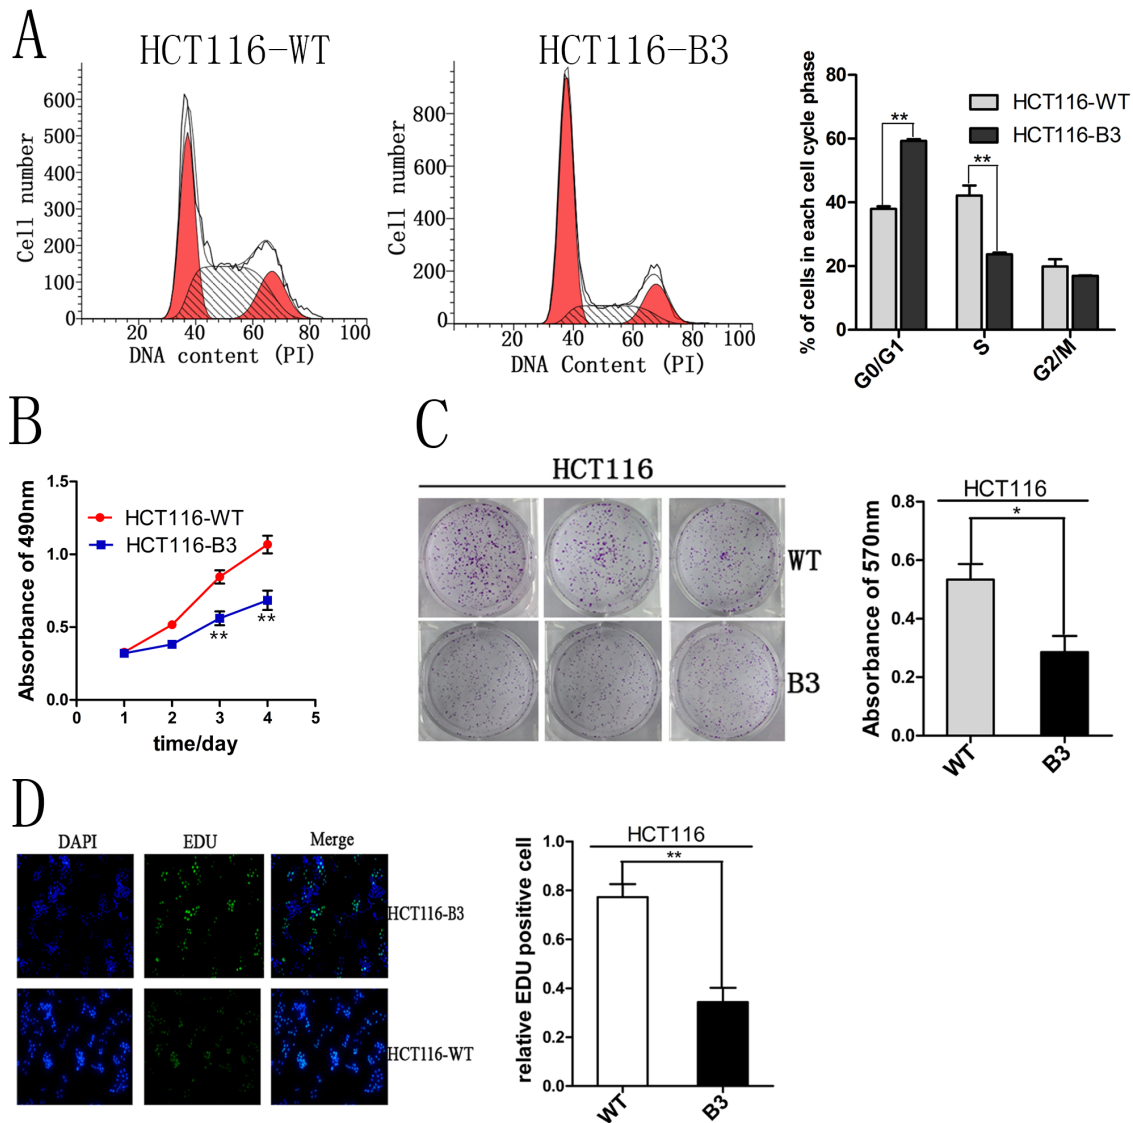 A
HCT116-WT
Cell number
600
500
400
300
200
100
0
20 40 60 80 100
DNA content (PI)
HCT116-B3
Cell number
800
600
400
200
0
20 40 60 80 100
DNA Content (PI)
% of cells in each cell cycle phase
80
60
40
20
0
HCT116-WT
HCT116-B3
**
**
G0/G1 S G2/M
B
Absorbance of 490nm
1.5
1.0
0.5
0.0
HCT116-WT
HCT116-B3
**
**
0 1 2 3 4 5
time/day
C
HCT116
WT
B3
Absorbance of 570nm
HCT116
0.8
0.6
0.4
0.2
0.0
*
WT B3
D
DAPI EDU Merge
HCT116-B3
HCT116-WT
relative EDU positive cell
HCT116
1.0
0.8
0.6
0.4
0.2
0.0
**
WT B3